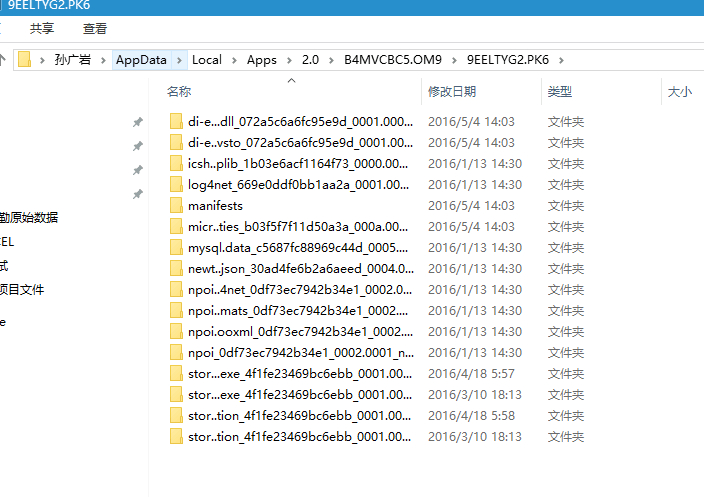 9EELTYG2.PK6
共享 查看
孙广岩 AppData Local Apps 2.0 B4MVCBC5.OM9 9EELTYG2.PK6
名称 修改日期 类型 大小
di-e...dll_072a5c6a6fc95e9d_0001.000... 2016/5/4 14:03 文件夹
di-e..vsto_072a5c6a6fc95e9d_0001.00... 2016/5/4 14:03 文件夹
icsh..plib_1b03e6acf1164f73_0000.00... 2016/1/13 14:30 文件夹
log4net_669e0ddf0bb1aa2a_0001.00... 2016/1/13 14:30 文件夹
manifests 2016/5/4 14:03 文件夹
micr..ties_b03f5f7f11d50a3a_000a.00... 2016/5/4 14:03 文件夹
mysql.data_c5687fc88969c44d_0005.... 2016/1/13 14:30 文件夹
newt..json_30ad4fe6b2a6aeed_0004.0... 2016/1/13 14:30 文件夹
npoi..4net_0df73ec7942b34e1_0002.0... 2016/1/13 14:30 文件夹
npoi..mats_0df73ec7942b34e1_0002.... 2016/1/13 14:30 文件夹
npoi.ooxml_0df73ec7942b34e1_0002.... 2016/1/13 14:30 文件夹
npoi_0df73ec7942b34e1_0002.0001_n... 2016/1/13 14:30 文件夹
stor...exe_4f1fe23469bc6ebb_0001.00... 2016/4/18 5:57 文件夹
stor...exe_4f1fe23469bc6ebb_0001.00... 2016/3/10 18:13 文件夹
stor..tion_4f1fe23469bc6ebb_0001.00... 2016/4/18 5:58 文件夹
stor..tion_4f1fe23469bc6ebb_0001.00... 2016/3/10 18:13 文件夹
勒原始数据
EL
式
项目文件
e